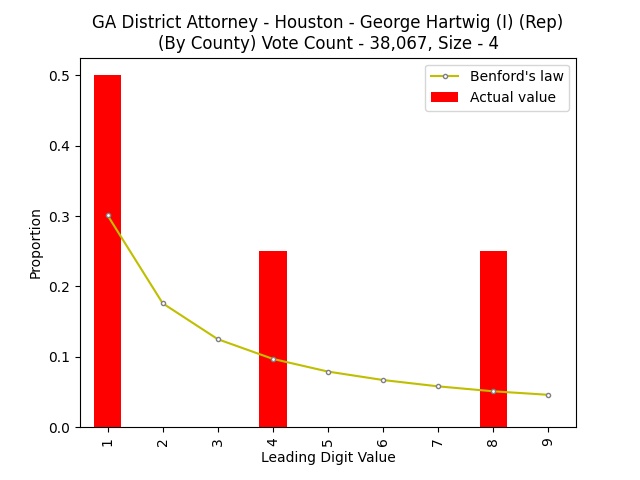 GA District Attorney - Houston - George Hartwig (I) (Rep)
(By County) Vote Count - 38,067, Size - 4
Benford's law
Actual value
0.5
0.4
0.3
0.2
0.1
0.0
Proportion
1 2 3 4 5 6 7 8 9
Leading Digit Value